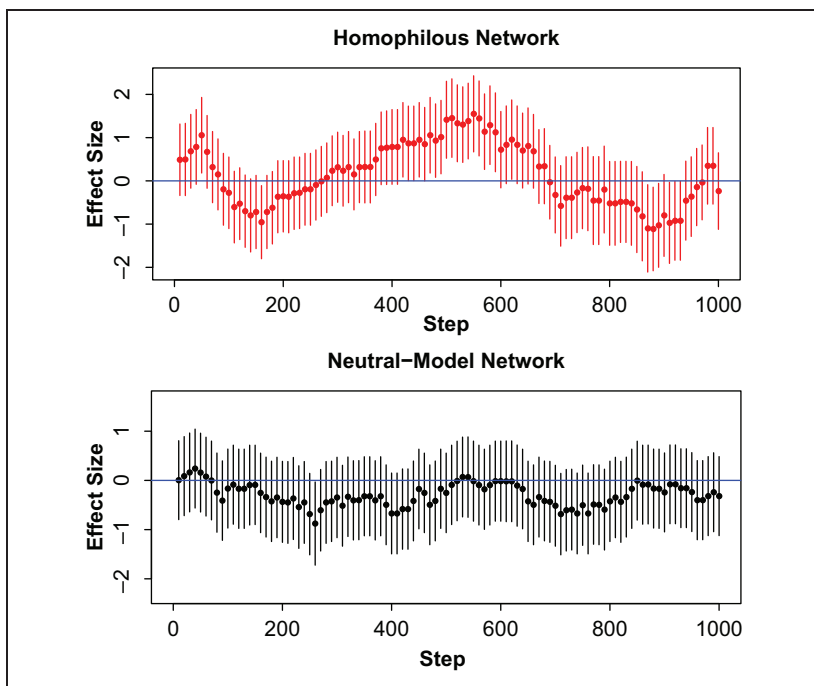 Homophilous Network
2
1
0
−1
−2
Effect Size
0 200 400 600 800 1000
Step
Neutral−Model Network
1
0
−1
−2
Effect Size
0 200 400 600 800 1000
Step